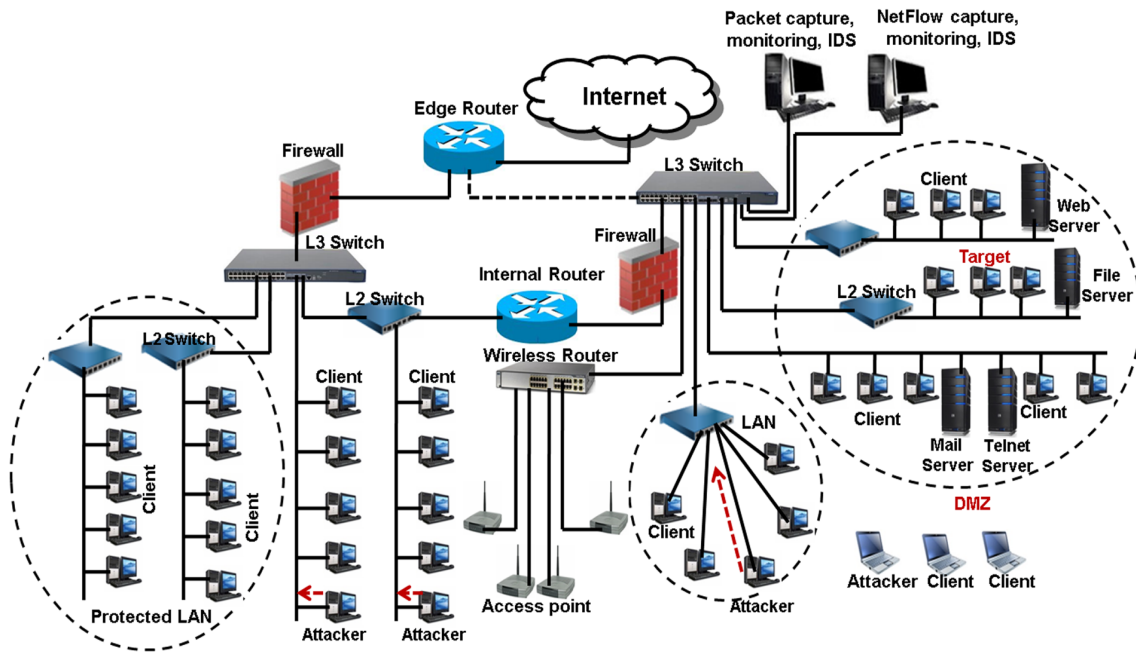 Packet capture,
monitoring, IDS
NetFlow capture,
monitoring, IDS
Internet
Edge Router
Firewall
L3 Switch
L3 Switch
Client
Web
Server
Firewall
Target
Internal Router
L2 Switch
L2 Switch
File
Server
L2 Switch
Wireless Router
Client
Client
LAN
Client
Client
Mail
Server
Telnet
Server
Client
Client
Client
DMZ
Attacker
Client
Client
Protected LAN
Access point
Attacker
Attacker
Attacker